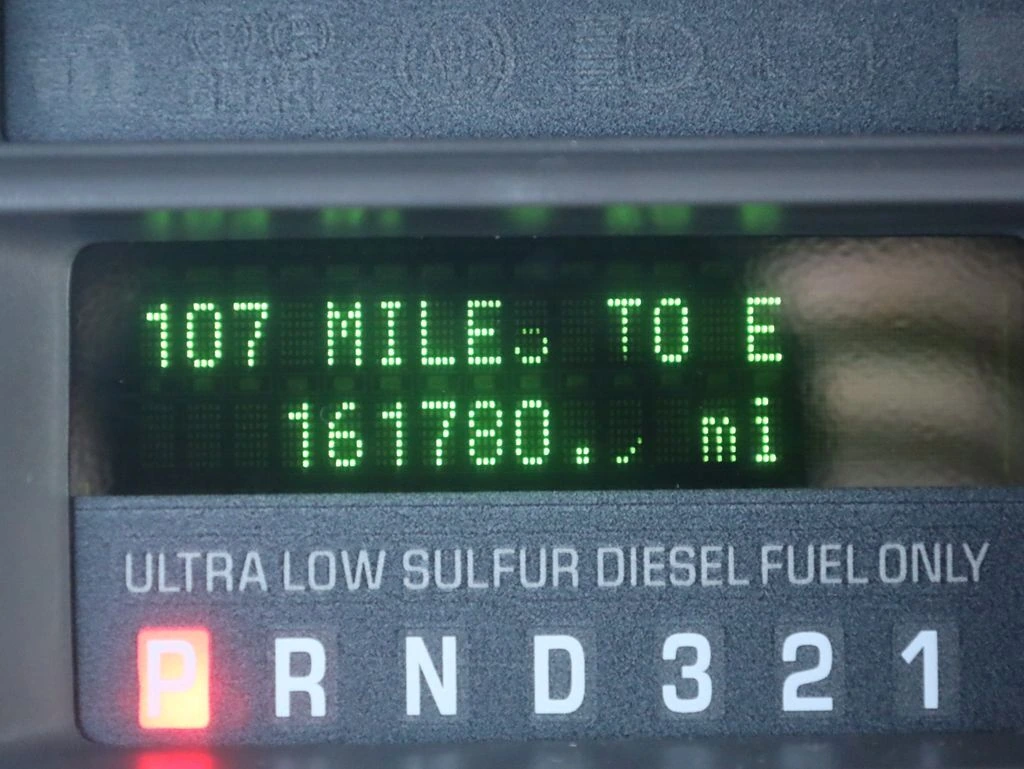 107 MILES TO E
161780. mi
ULTRA LOW SULFUR DIESEL FUEL ONLY
P R N D 3 2 1